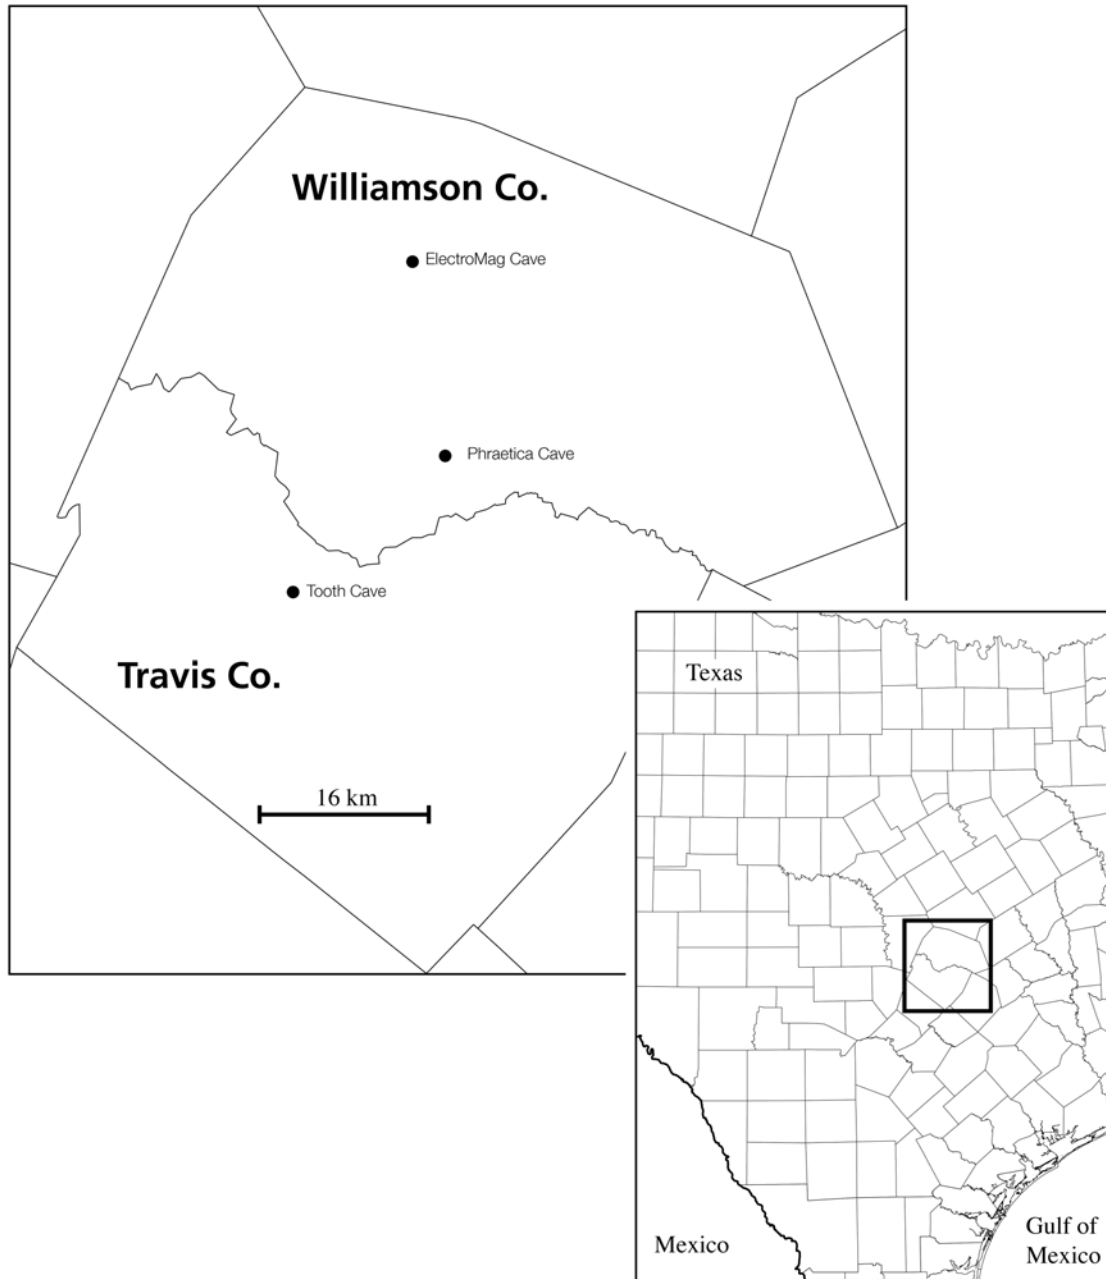 Williamson Co.
ElectroMag Cave
Phraetica Cave
Tooth Cave
Travis Co.
16 km
Texas
Mexico
Gulf of
Mexico